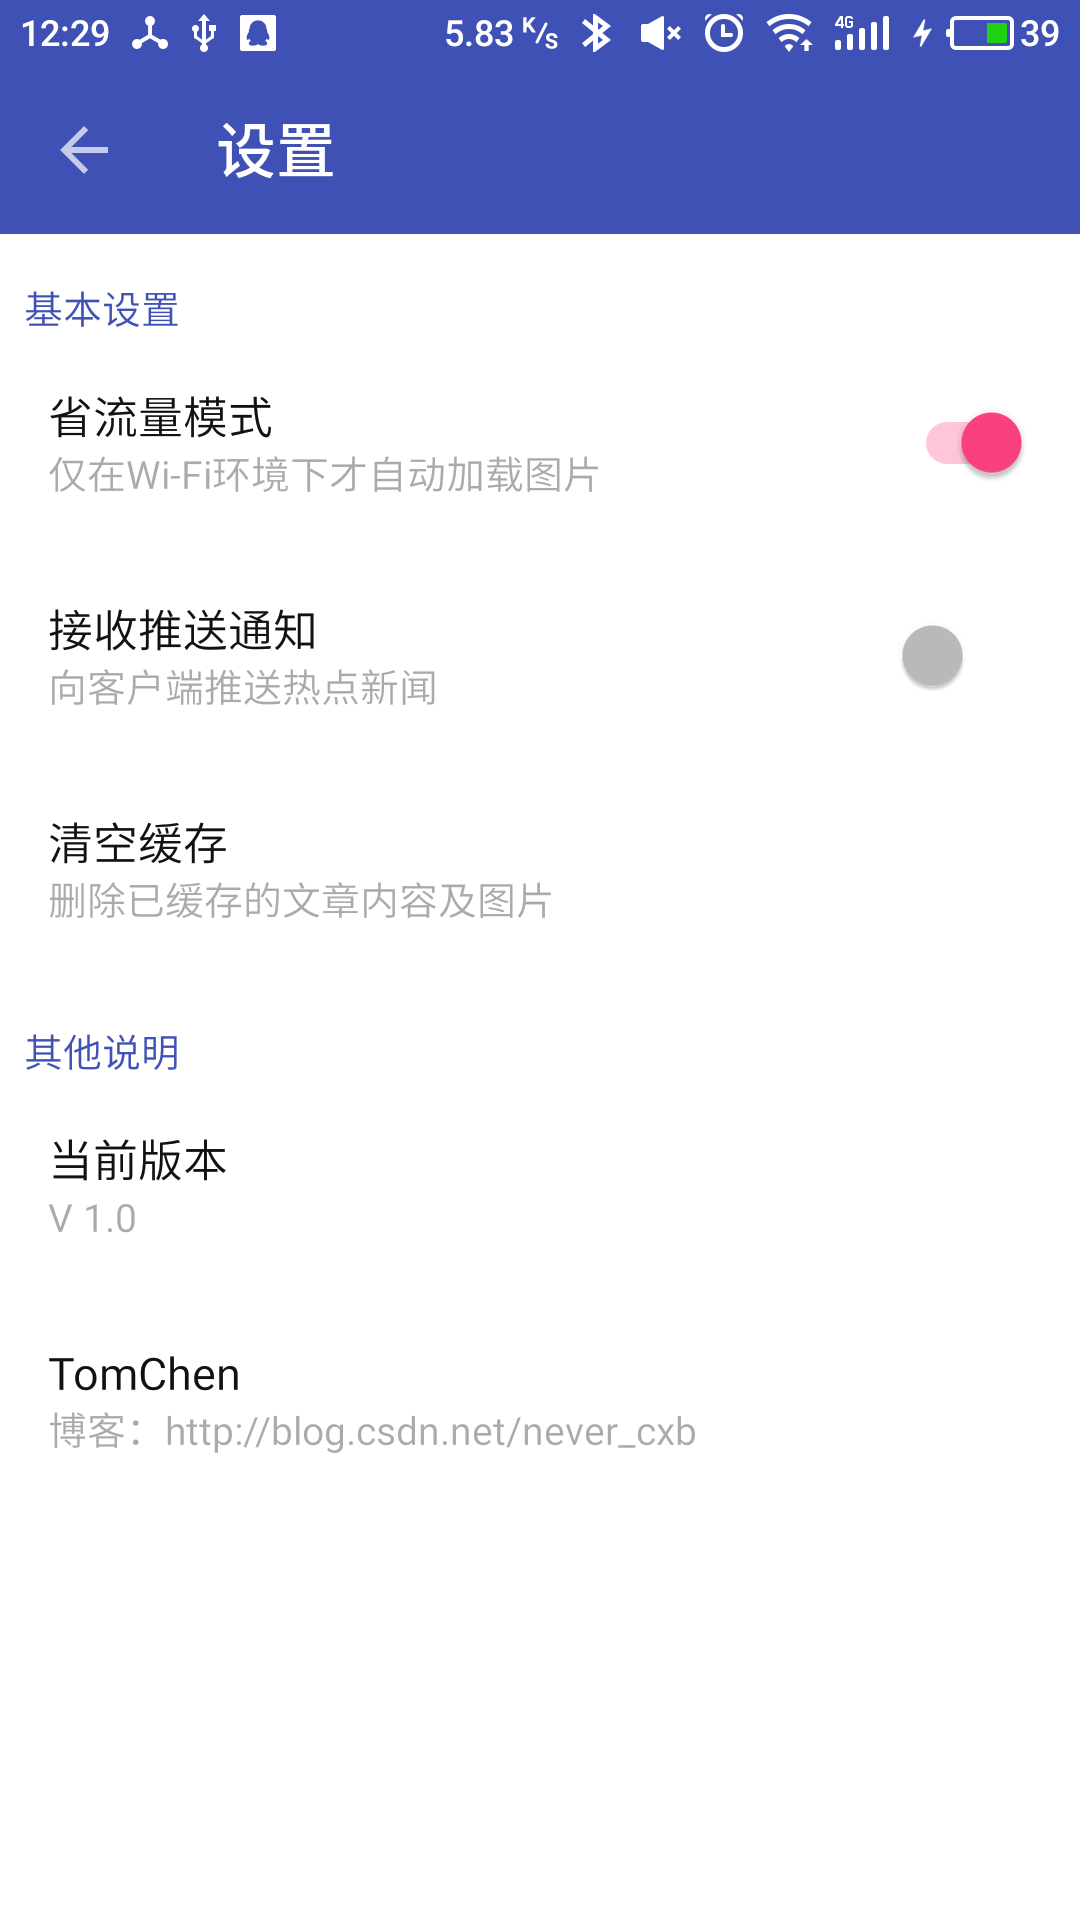 12:29 5.83 K/s 4G 39
设置
基本设置
省流量模式
仅在Wi-Fi环境下才自动加载图片
接收推送通知
向客户端推送热点新闻
清空缓存
删除已缓存的文章内容及图片
其他说明
当前版本
V 1.0
TomChen
博客：http://blog.csdn.net/never_cxb